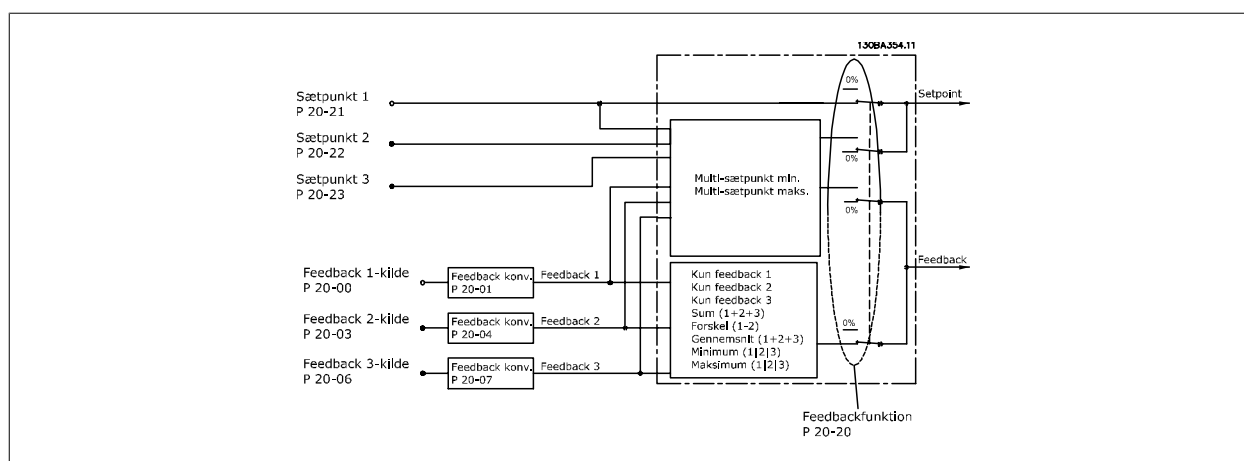 130BA354.11
Sætpunkt 1
P 20-21
Sætpunkt 2
P 20-22
Sætpunkt 3
P 20-23
0%
Setpoint
0%
Multi-sætpunkt min.
Multi-sætpunkt maks.
0%
Feedback
Feedback 1-kilde
P 20-00
Feedback konv.
P 20-01
Feedback 1
Feedback 2-kilde
P 20-03
Feedback konv.
P 20-04
Feedback 2
Feedback 3-kilde
P 20-06
Feedback konv.
P 20-07
Feedback 3
Kun feedback 1
Kun feedback 2
Kun feedback 3
Sum (1+2+3)
Forskel (1-2)
Gennemsnit (1+2+3)
Minimum (1|2|3)
Maksimum (1|2|3)
0%
Feedbackfunktion
P 20-20